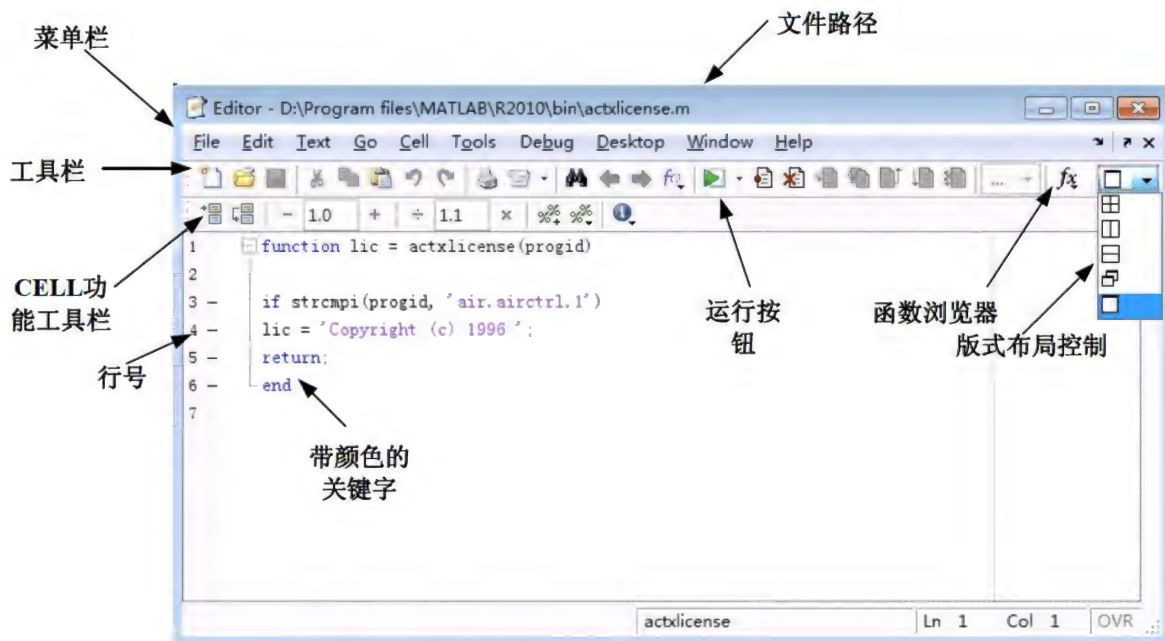 文件路径
菜单栏
Editor - D:\Program files\MATLAB\R2010\bin\actxlicense.m
File Edit Text Go Cell Tools Debug Desktop Window Help
工具栏
fx
- 1.0 + ÷ 1.1 ×
1 function lic = actxlicense(progid)
2
3 - if strcmpi(progid, 'air.airctrl.1')
4 - lic = 'Copyright (c) 1996 ';
5 - return;
6 - end
7
CELL功
能工具栏
行号
带颜色的
关键字
运行按
钮
函数浏览器
版式布局控制
actxlicense Ln 1 Col 1 OVR